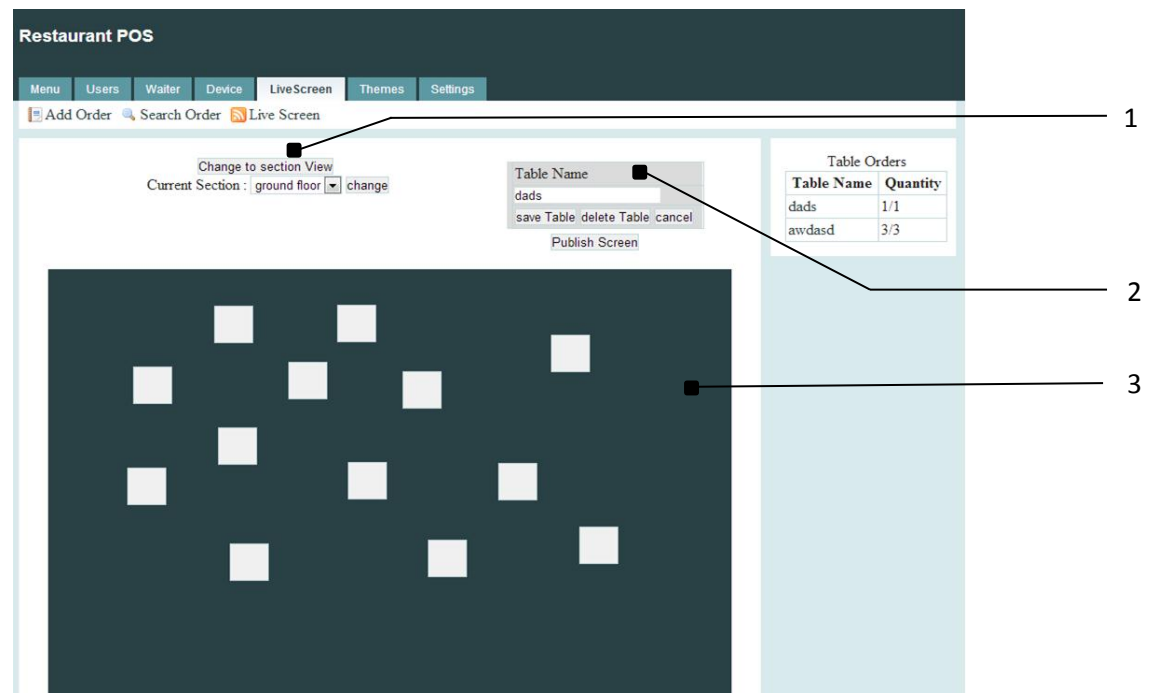 Restaurant POS
Menu Users Waiter Device LiveScreen Themes Settings
Add Order Search Order Live Screen
1
Change to section View
Current Section : ground floor change
Table Name
dads
save Table delete Table cancel
Publish Screen
Table Orders
Table Name Quantity
dads 1/1
awdasd 3/3
2
3